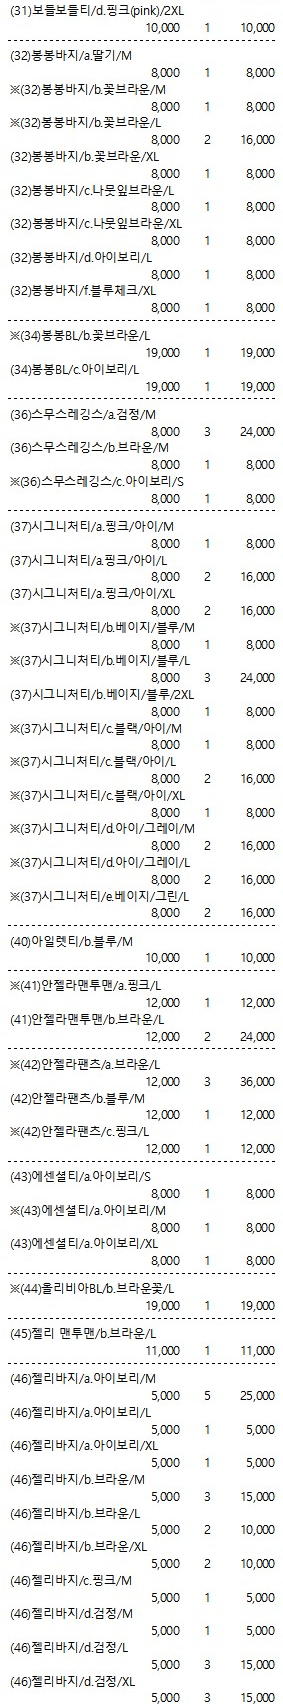 (31)보들보들티/d.핑크(pink)/2XL
10,000 1 10,000
(32)봉봉바지/a.딸기/M
8,000 1 8,000
※(32)봉봉바지/b.꽃브라운/M
8,000 1 8,000
※(32)봉봉바지/b.꽃브라운/L
8,000 2 16,000
(32)봉봉바지/b.꽃브라운/XL
8,000 1 8,000
(32)봉봉바지/c.나뭇잎브라운/L
8,000 1 8,000
(32)봉봉바지/c.나뭇잎브라운/XL
8,000 1 8,000
(32)봉봉바지/d.아이보리/L
8,000 1 8,000
(32)봉봉바지/f.블루체크/XL
8,000 1 8,000
※(34)봉봉BL/b.꽃브라운/L
19,000 1 19,000
(34)봉봉BL/c.아이보리/L
19,000 1 19,000
(36)스무스레깅스/a.검정/M
8,000 3 24,000
(36)스무스레깅스/b.브라운/M
8,000 1 8,000
※(36)스무스레깅스/c.아이보리/S
8,000 1 8,000
(37)시그니처티/a.핑크/아이/M
8,000 1 8,000
(37)시그니처티/a.핑크/아이/L
8,000 2 16,000
(37)시그니처티/a.핑크/아이/XL
8,000 2 16,000
※(37)시그니처티/b.베이지/블루/M
8,000 1 8,000
※(37)시그니처티/b.베이지/블루/L
8,000 3 24,000
(37)시그니처티/b.베이지/블루/2XL
8,000 1 8,000
※(37)시그니처티/c.블랙/아이/M
8,000 1 8,000
※(37)시그니처티/c.블랙/아이/L
8,000 2 16,000
※(37)시그니처티/c.블랙/아이/XL
8,000 1 8,000
※(37)시그니처티/d.아이/그레이/M
8,000 2 16,000
※(37)시그니처티/d.아이/그레이/L
8,000 2 16,000
※(37)시그니처티/e.베이지/그린/L
8,000 2 16,000
(40)아일렛티/b.블루/M
10,000 1 10,000
※(41)안젤라맨투맨/a.핑크/L
12,000 1 12,000
(41)안젤라맨투맨/b.브라운/L
12,000 2 24,000
※(42)안젤라팬츠/a.브라운/L
12,000 3 36,000
(42)안젤라팬츠/b.블루/M
12,000 1 12,000
※(42)안젤라팬츠/c.핑크/L
12,000 1 12,000
(43)에센셜티/a.아이보리/S
8,000 1 8,000
※(43)에센셜티/a.아이보리/M
8,000 1 8,000
(43)에센셜티/a.아이보리/XL
8,000 1 8,000
※(44)올리비아BL/b.브라운꽃/L
19,000 1 19,000
(45)젤리 맨투맨/b.브라운/L
11,000 1 11,000
(46)젤리바지/a.아이보리/M
5,000 5 25,000
(46)젤리바지/a.아이보리/L
5,000 1 5,000
(46)젤리바지/a.아이보리/XL
5,000 1 5,000
(46)젤리바지/b.브라운/M
5,000 3 15,000
(46)젤리바지/b.브라운/L
5,000 2 10,000
(46)젤리바지/b.브라운/XL
5,000 2 10,000
(46)젤리바지/c.핑크/M
5,000 1 5,000
(46)젤리바지/d.검정/M
5,000 1 5,000
(46)젤리바지/d.검정/L
5,000 3 15,000
(46)젤리바지/d.검정/XL
5,000 3 15,000